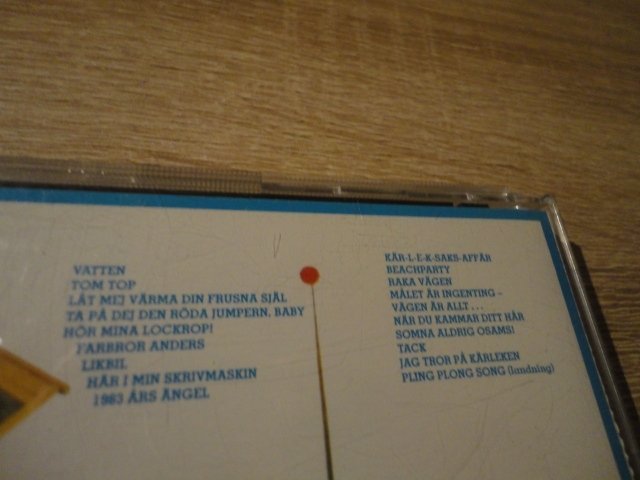 VATTEN
TOM TOP
LÅT MEJ VÄRMA DIN FRUSNA SJÄL
TA PÅ DEJ DEN RÖDA JUMPERN, BABY
HÖR MINA LOCKROP!
FARBROR ANDERS
LIKBIL
HÄR I MIN SKRIVMASKIN
1983 ÅRS ÄNGEL
KÄR-L-E-K-SAKS-AFFÄR
BEACHPARTY
RAKA VÄGEN
MÅLET ÄR INGENTING –
VÄGEN ÄR ALLT ...
NÄR DU KAMMAR DITT HÅR
SOMNA ALDRIG OSAMS!
TACK
JAG TROR PÅ KÄRLEKEN
PLING PLONG SONG (landning)